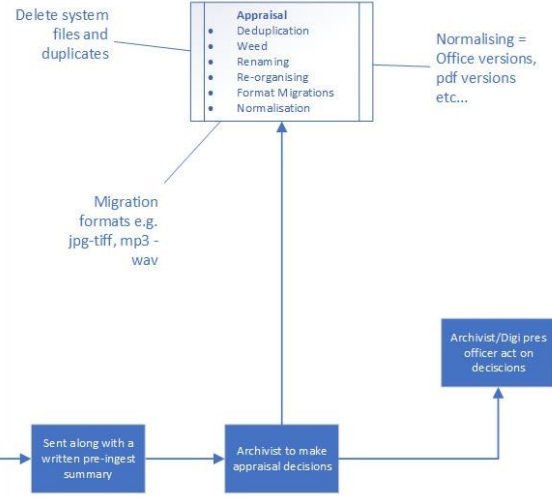 Delete system
files and
duplicates
Appraisal
• Deduplication
• Weed
• Renaming
• Re-organising
• Format Migrations
• Normalisation
Normalising =
Office versions,
pdf versions
etc...
Migration
formats e.g.
jpg-tiff, mp3 -
wav
Archivist/Digi pres
officer act on
deciscions
Sent along with a
written pre-ingest
summary
Archivist to make
appraisal decisions